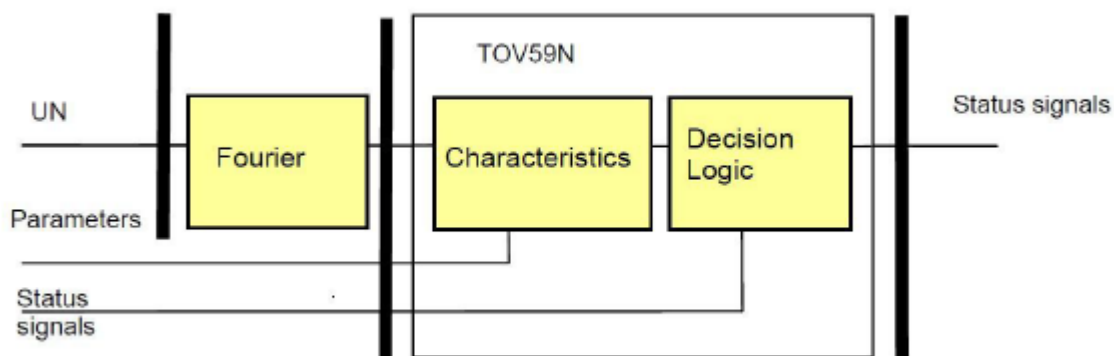 TOV59N
UN
Status signals
Fourier
Characteristics
Decision
Logic
Parameters
Status
signals